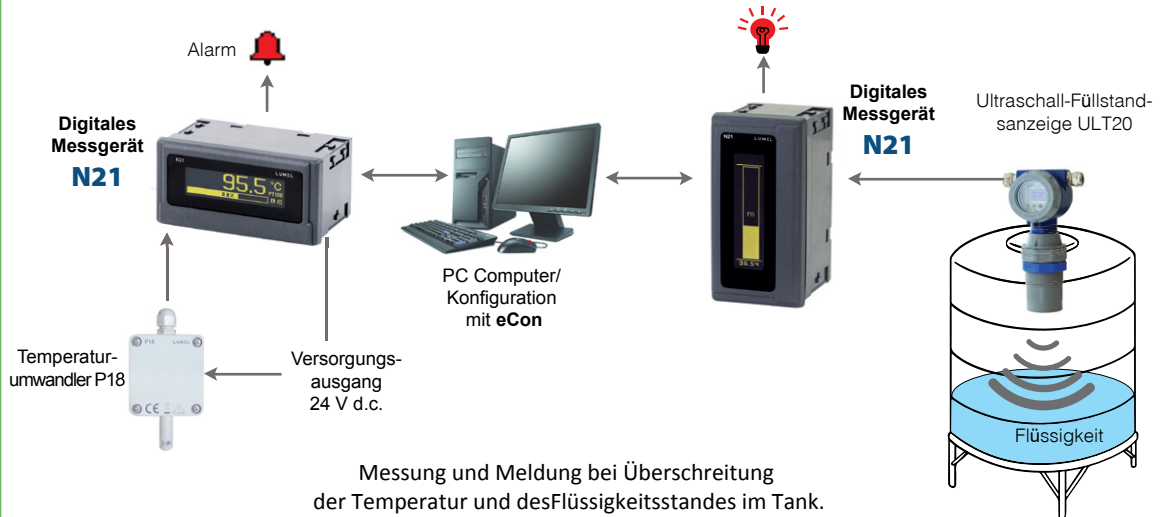 Alarm
Digitales
Messgerät
N21
N21
LUMEL
95.5 °C
PT100
PC Computer/
Konfiguration
mit eCon
Temperatur-
umwandler P18
P18
LUMEL
CE
Versorgungs-
ausgang
24 V d.c.
N21
LUMEL
Digitales
Messgerät
N21
Ultraschall-Füllstand-
sanzeige ULT20
Flüssigkeit
Messung und Meldung bei Überschreitung
der Temperatur und desFlüssigkeitsstandes im Tank.